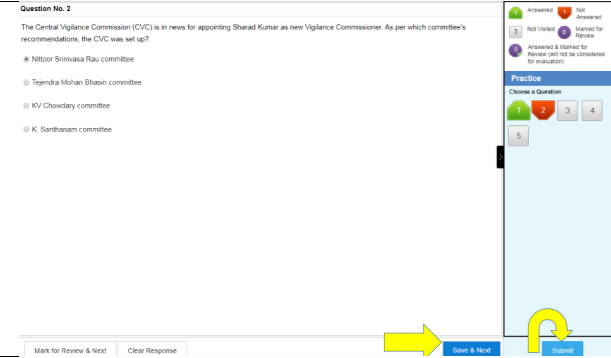 Question No. 2
The Central Vigilance Commission (CVC) is in news for appointing Sharad Kumar as new Vigilance Commissioner. As per which committee's
recommendations, the CVC was set up?
Nittoor Srinivasa Rau committee
Tejendra Mohan Bhasin committee
KV Chowdary committee
K. Santhanam committee
Mark for Review & Next
Clear Response
Save & Next
1 Answered
1 Not
Answered
3 Not Visited
0 Marked for
Review
0 Answered & Marked for
Review (will not be considered
for evaluation)
Practice
Choose a Question
1 2 3 4
5
Submit